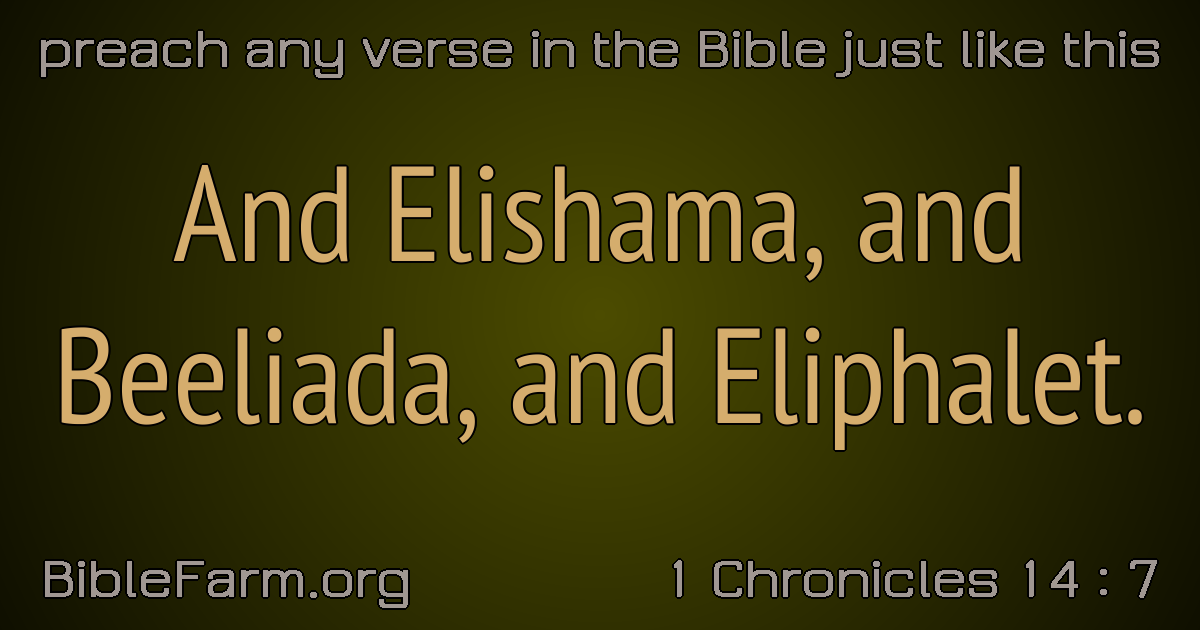 preach any verse in the Bible just like this
And Elishama, and
Beeliada, and Eliphalet.
BibleFarm.org
1 Chronicles 14 : 7